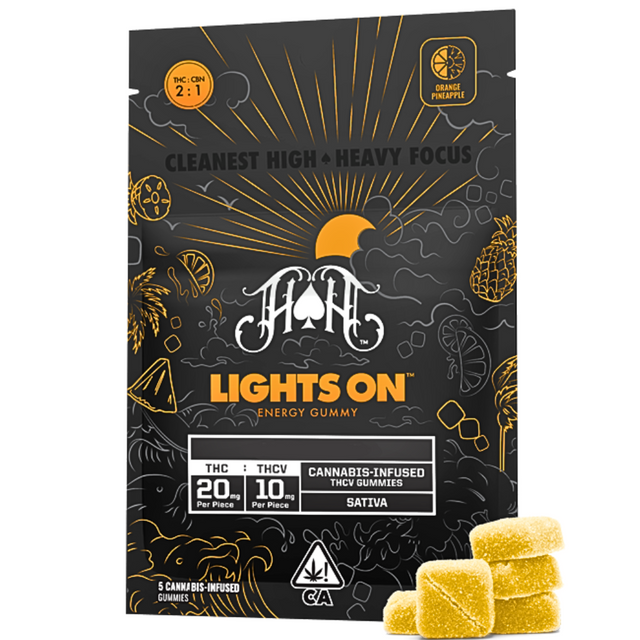 THC : CBN
2 : 1
ORANGE
PINEAPPLE
CLEANEST HIGH ♠ HEAVY FOCUS
H♠H™
LIGHTS ON™
ENERGY GUMMY
THC : THCV
20mg 10mg
Per Piece Per Piece
CANNABIS-INFUSED
THCV GUMMIES
SATIVA
!
CA
5 CANNABIS-INFUSED
GUMMIES